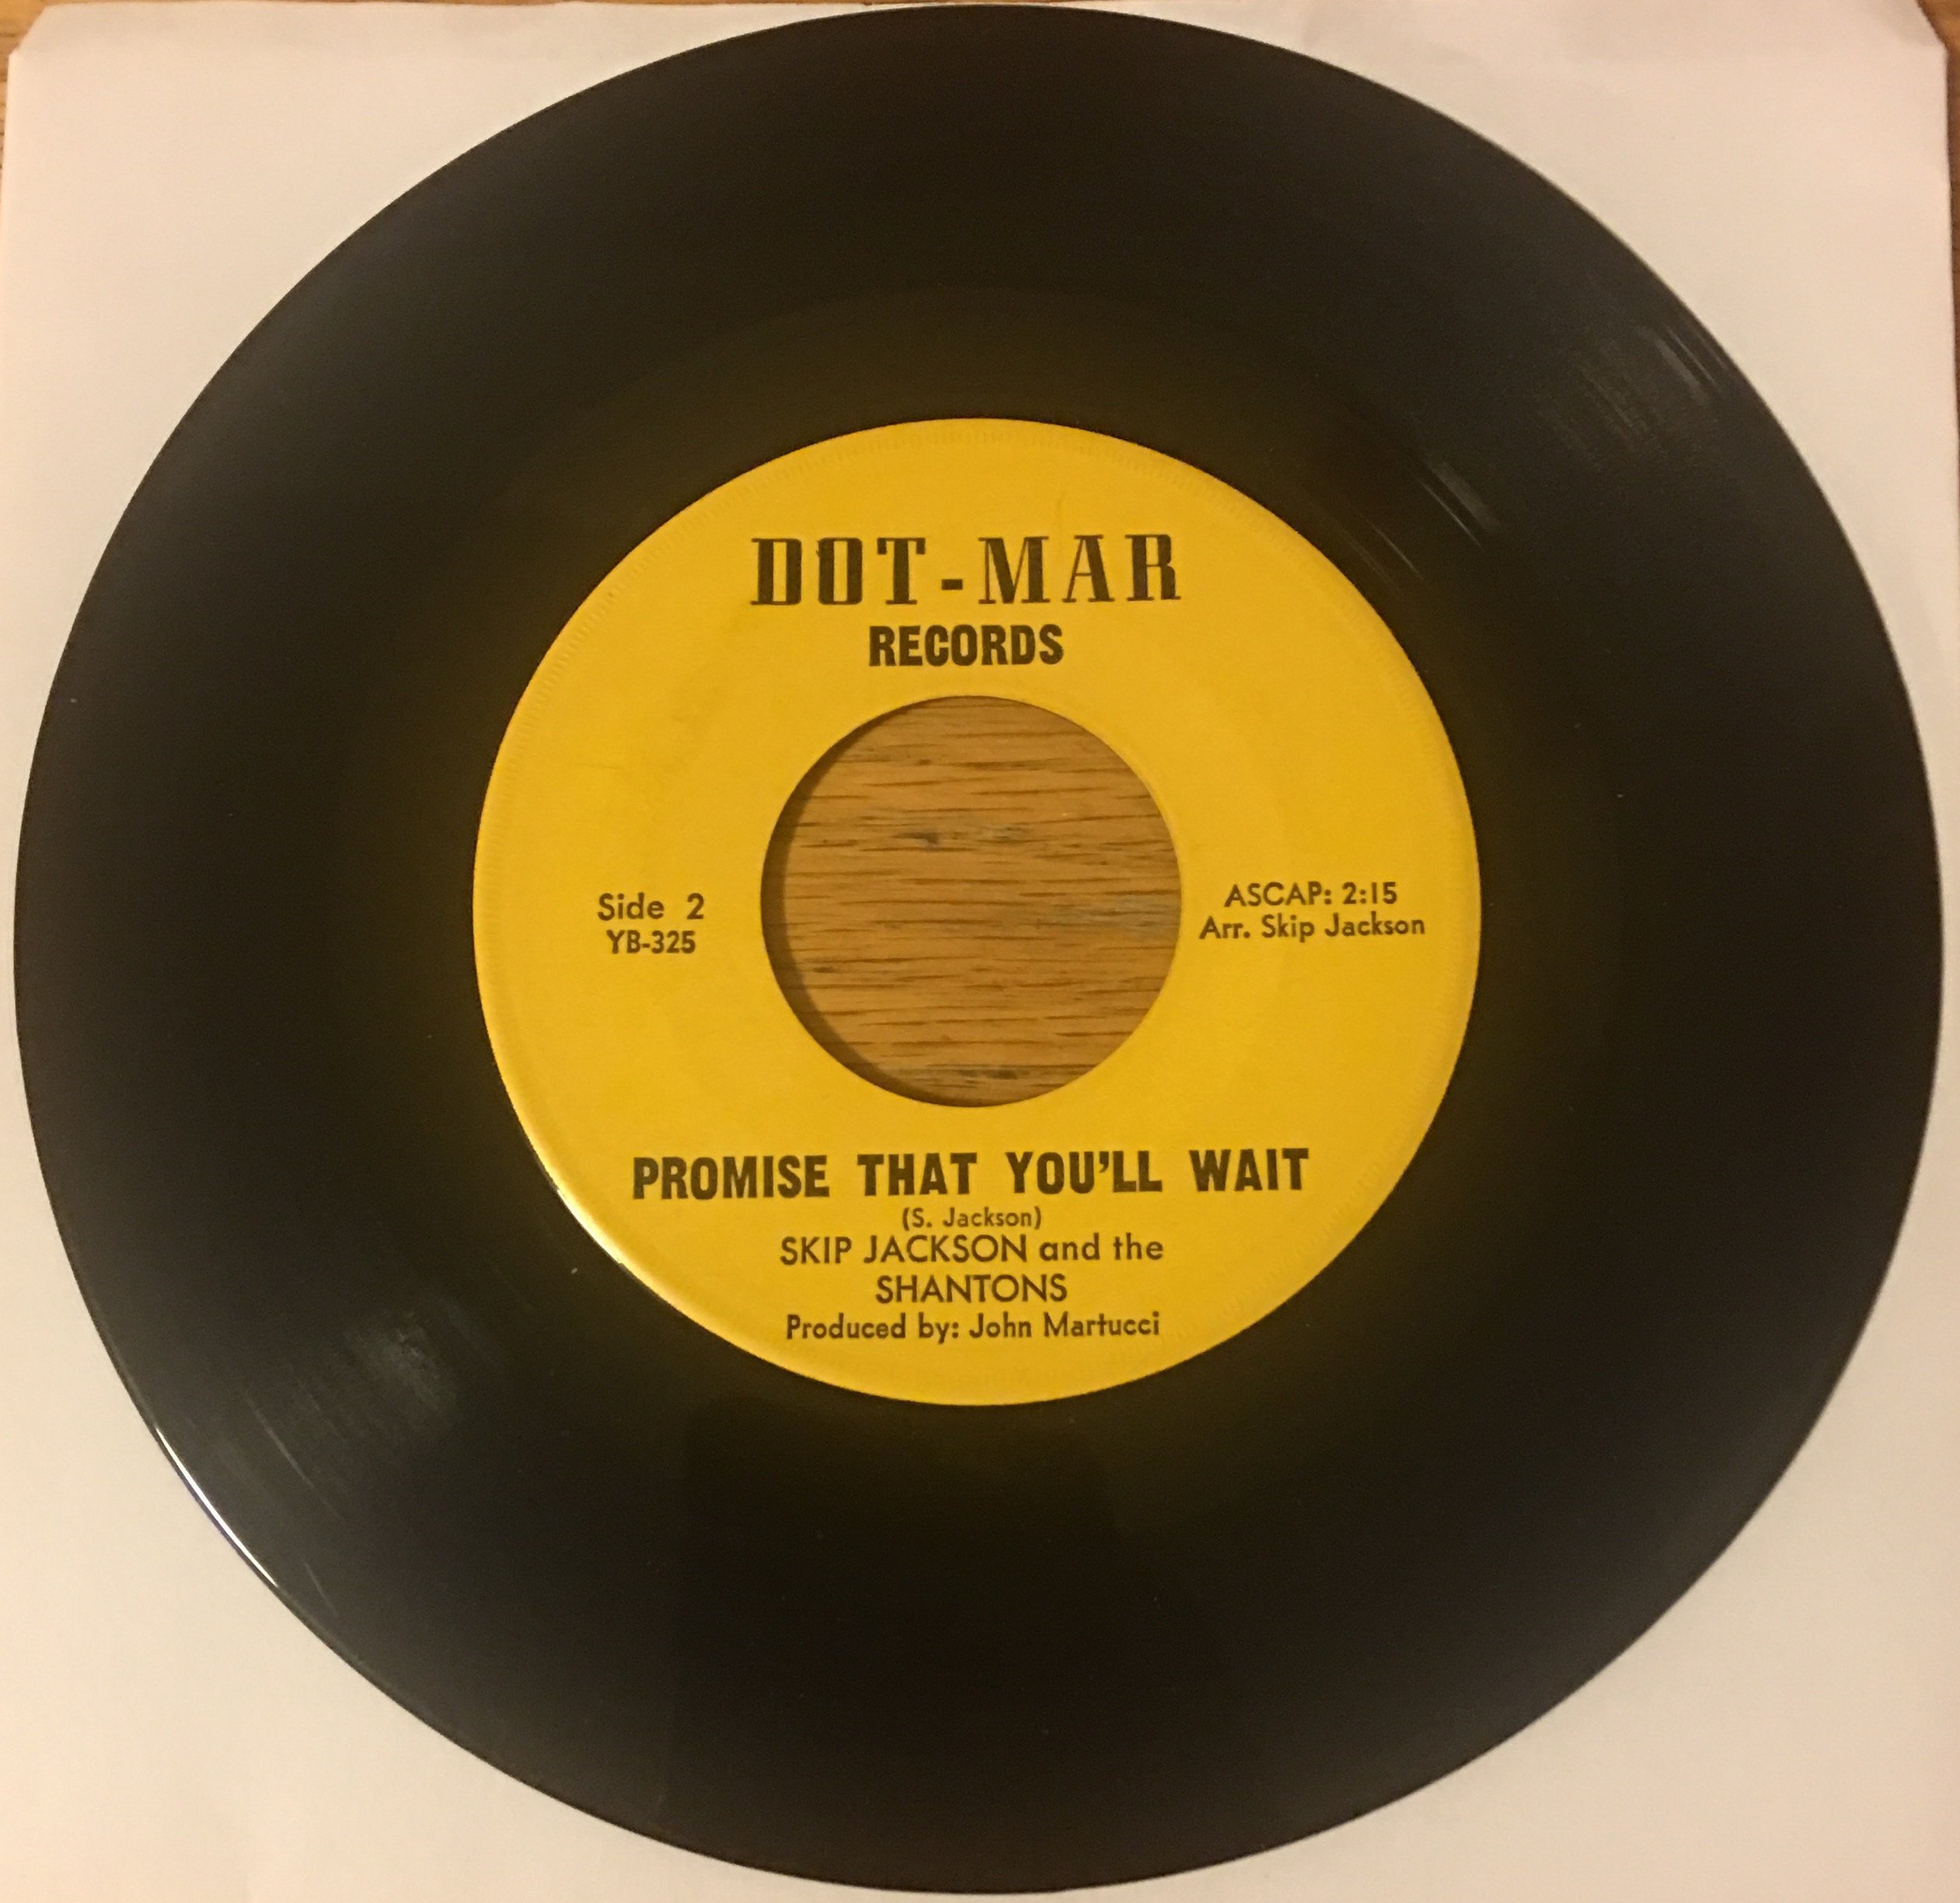 DOT-MAR
RECORDS
Side 2
YB-325
ASCAP: 2:15
Arr. Skip Jackson
PROMISE THAT YOU'LL WAIT
(S. Jackson)
SKIP JACKSON and the
SHANTONS
Produced by: John Martucci